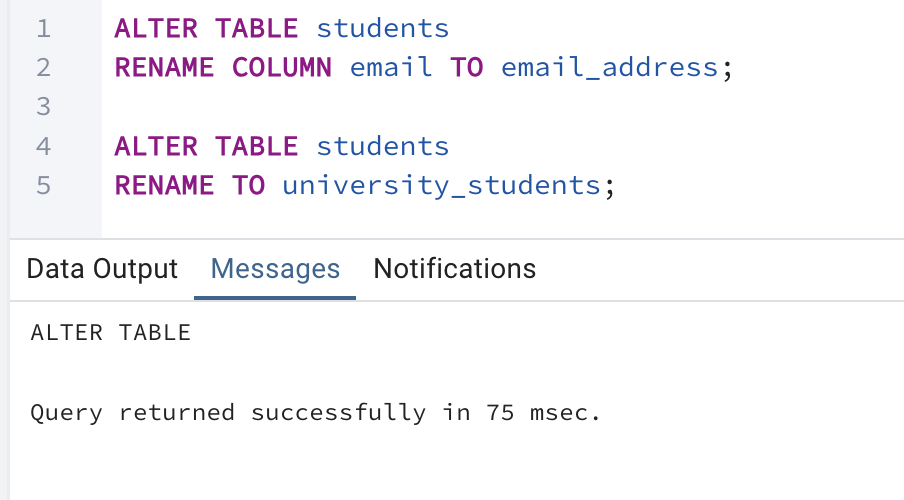 1 ALTER TABLE students
2 RENAME COLUMN email TO email_address;
3
4 ALTER TABLE students
5 RENAME TO university_students;
Data Output Messages Notifications
ALTER TABLE
Query returned successfully in 75 msec.